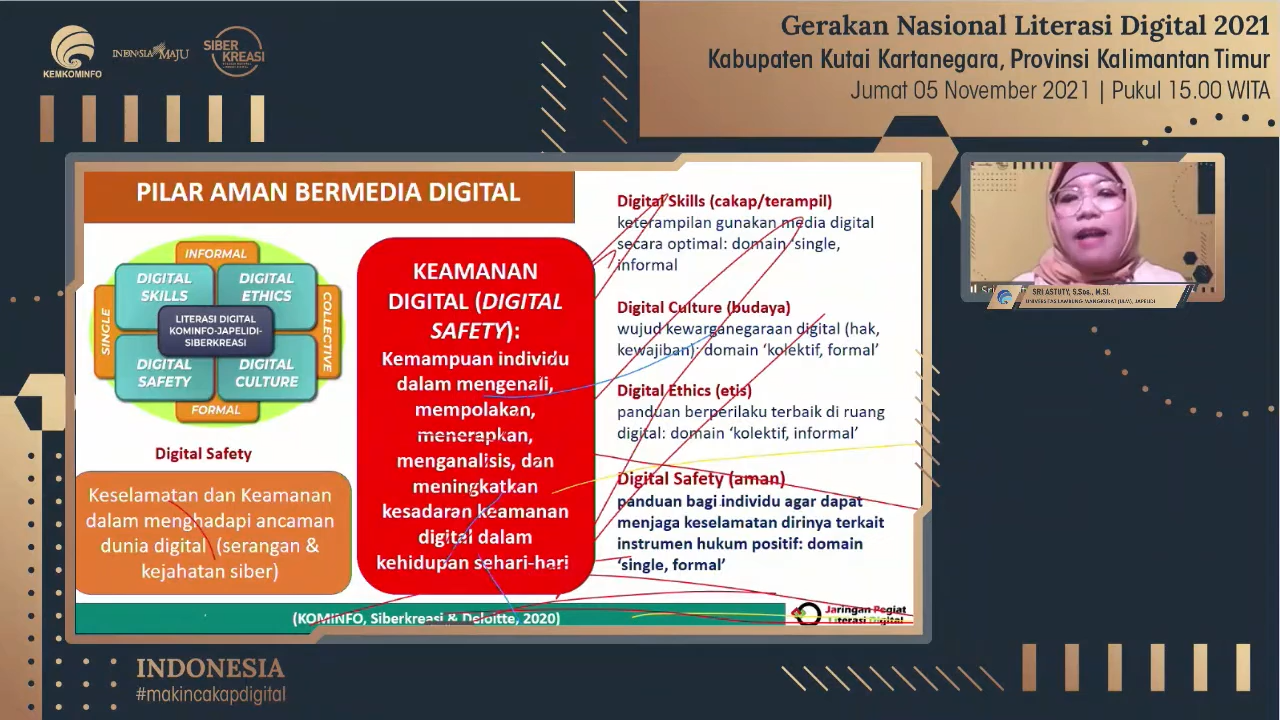 KEMKOMINFO
INDONESIA MAJU
SIBER
KREASI
Gerakan Nasional Literasi Digital 2021
Kabupaten Kutai Kartanegara, Provinsi Kalimantan Timur
Jumat 05 November 2021 | Pukul 15.00 WITA
PILAR AMAN BERMEDIA DIGITAL
INFORMAL
DIGITAL
SKILLS
DIGITAL
ETHICS
SINGLE
LITERASI DIGITAL
KOMINFO-JAPELIDI-
SIBERKREASI
COLLECTIVE
DIGITAL
SAFETY
DIGITAL
CULTURE
FORMAL
Digital Safety
Keselamatan dan Keamanan
dalam menghadapi ancaman
dunia digital (serangan &
kejahatan siber)
KEAMANAN
DIGITAL (DIGITAL
SAFETY):
Kemampuan individu
dalam mengenali,
mempolakan,
menerapkan,
menganalisis, dan
meningkatkan
kesadaran keamanan
digital dalam
kehidupan sehari-hari
Digital Skills (cakap/terampil)
keterampilan gunakan media digital
secara optimal: domain ‘single,
informal
Digital Culture (budaya)
wujud kewarganegaraan digital (hak,
kewajiban): domain ‘kolektif, formal’
Digital Ethics (etis)
panduan berperilaku terbaik di ruang
digital: domain ‘kolektif, informal’
Digital Safety (aman)
panduan bagi individu agar dapat
menjaga keselamatan dirinya terkait
instrumen hukum positif: domain
‘single, formal’
(KOMINFO, Siberkreasi & Deloitte, 2020)
Jaringan Pegiat
Literasi Digital
SRI ASTUTY, S.Sos., M.SI.
UNIVERSITAS LAMBUNG MANGKURAT (ULM), JAPELIDI
INDONESIA
#makincakapdigital